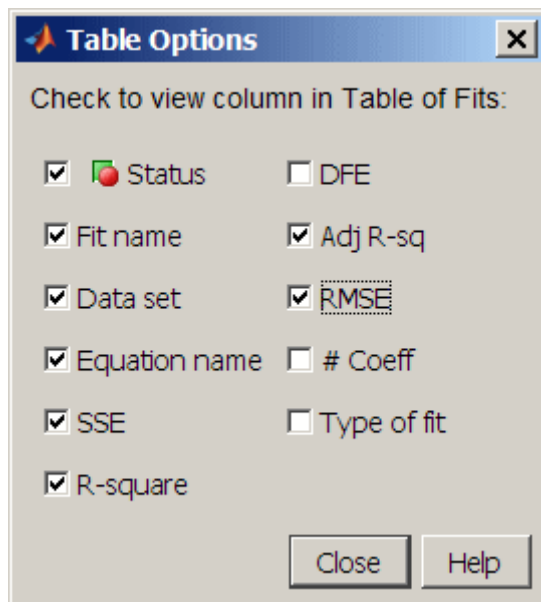 Table Options
Check to view column in Table of Fits:
Status
DFE
Fit name
Adj R-sq
Data set
RMSE
Equation name
# Coeff
SSE
Type of fit
R-square
Close
Help